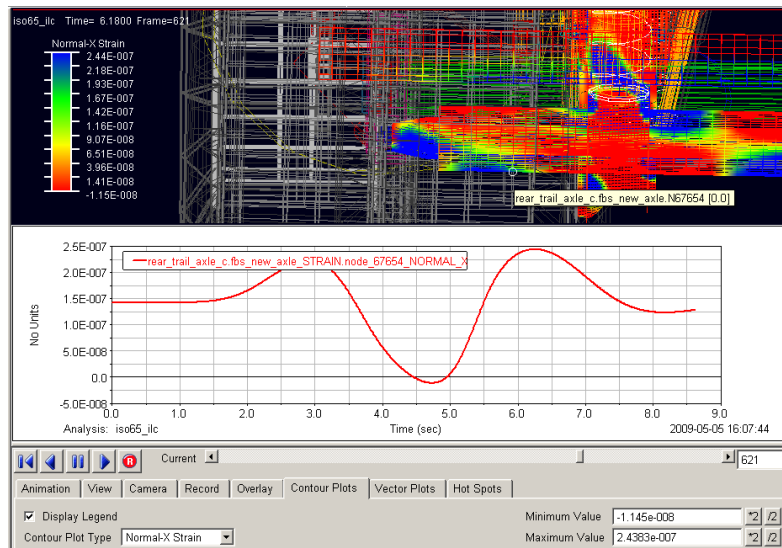 iso65_ilc Time= 6.1800 Frame=621
Normal-X Strain
2.44E-007
2.18E-007
1.93E-007
1.67E-007
1.42E-007
1.16E-007
9.07E-008
6.51E-008
3.96E-008
1.41E-008
-1.15E-008
rear_trail_axle_c.fbs_new_axle.N67654 [0.0]
2.5E-007
2.0E-007
1.5E-007
1.0E-007
5.0E-008
0.0
-5.0E-008
No Units
rear_trail_axle_c.fbs_new_axle_STRAIN.node_67654_NORMAL_X
0.0 1.0 2.0 3.0 4.0 5.0 6.0 7.0 8.0 9.0
Analysis: iso65_ilc Time (sec) 2009-05-05 16:07:44
R Current 621
Animation View Camera Record Overlay Contour Plots Vector Plots Hot Spots
Display Legend Minimum Value -1.145e-008 *2 /2
Contour Plot Type Normal-X Strain Maximum Value 2.4383e-007 *2 /2